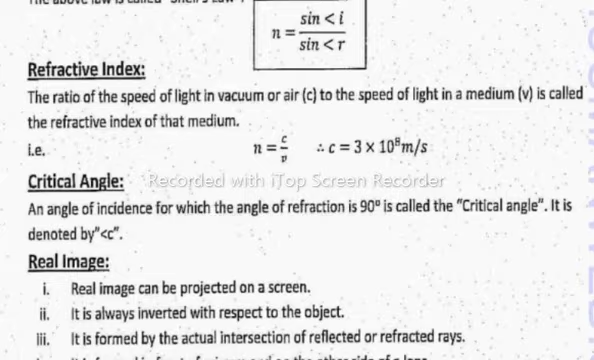 The above law is called "Snell's Law".
n = sin < i / sin < r
Refractive Index:
The ratio of the speed of light in vacuum or air (c) to the speed of light in a medium (v) is called
the refractive index of that medium.
i.e. n = c/v ∴ c = 3 × 10⁸m/s
Critical Angle: Recorded with iTop Screen Recorder
An angle of incidence for which the angle of refraction is 90° is called the "Critical angle". It is
denoted by"<c".
Real Image:
i. Real image can be projected on a screen.
ii. It is always inverted with respect to the object.
iii. It is formed by the actual intersection of reflected or refracted rays.